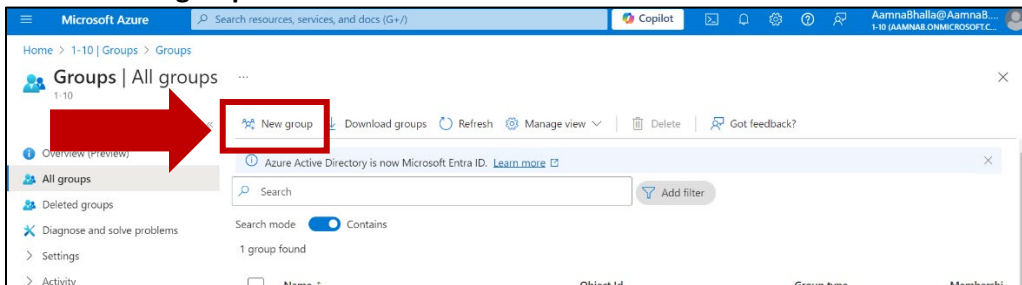 Microsoft Azure
Search resources, services, and docs (G+/)
Copilot
AamnaBhalla@AamnaB....
1-10 (AAMNAB.ONMICROSOFT.C...
Home > 1-10 | Groups > Groups
Groups | All groups ...
1-10
New group
Download groups
Refresh
Manage view
Delete
Got feedback?
Overview (Preview)
Azure Active Directory is now Microsoft Entra ID. Learn more
All groups
Search
Add filter
Deleted groups
Diagnose and solve problems
Search mode
Contains
Settings
1 group found
Activity
Name
Object Id
Group type